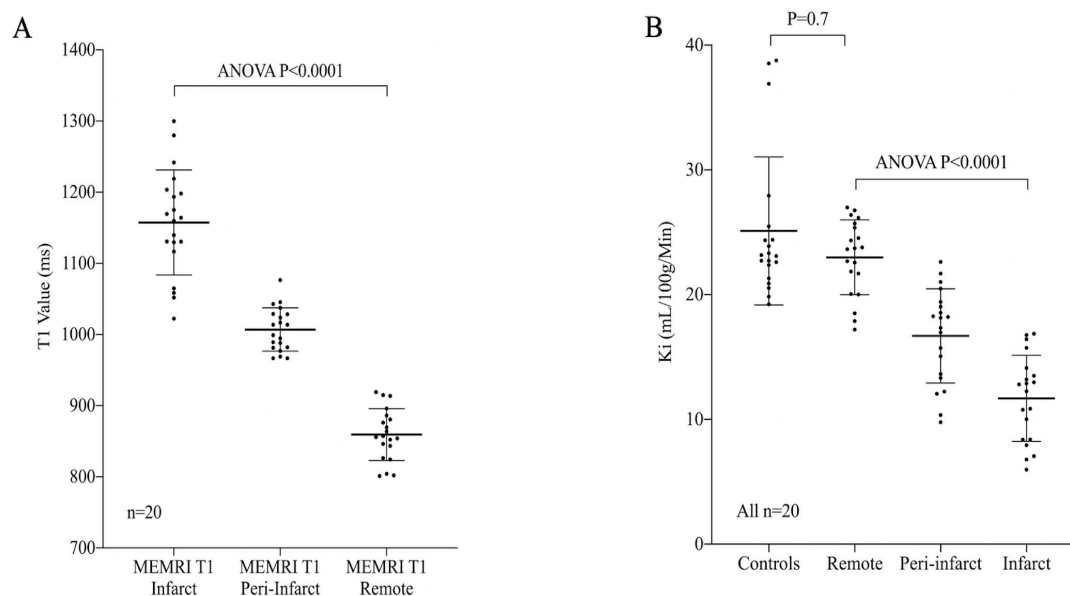 A
1400
1300
1200
1100
1000
900
800
700
T1 Value (ms)
ANOVA P<0.0001
n=20
MEMRI T1
Infarct
MEMRI T1
Peri-Infarct
MEMRI T1
Remote
B
P=0.7
40
30
20
10
0
Ki (mL/100g/Min)
ANOVA P<0.0001
All n=20
Controls
Remote
Peri-infarct
Infarct